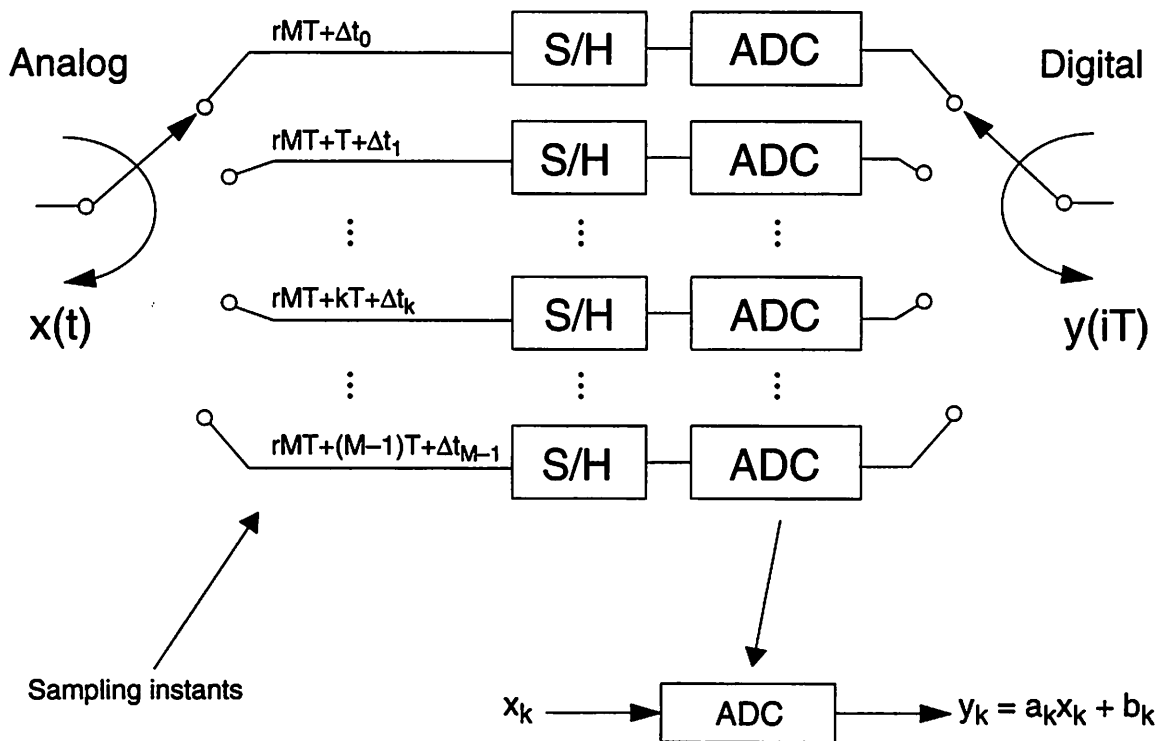 rMT+Δt0
S/H
ADC
Analog
Digital
rMT+T+Δt1
S/H
ADC
x(t)
rMT+kT+Δtk
S/H
ADC
y(iT)
rMT+(M–1)T+ΔtM–1
S/H
ADC
Sampling instants
xk
ADC
yk = akxk + bk